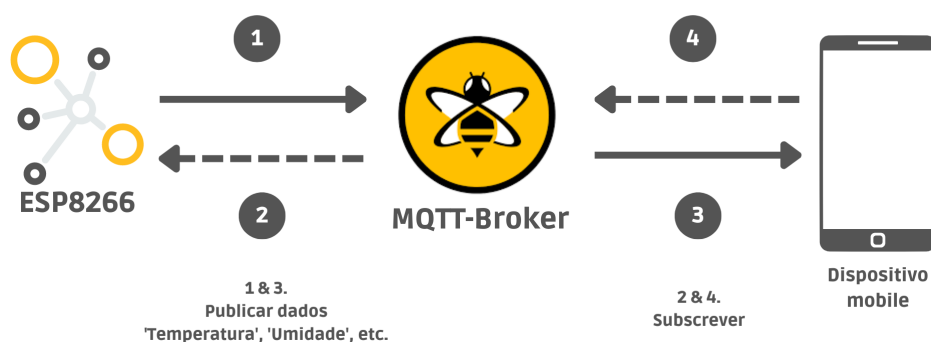 1
4
ESP8266
2
MQTT-Broker
3
Dispositivo
mobile
1 & 3.
Publicar dados
'Temperatura', 'Umidade', etc.
2 & 4.
Subscrever